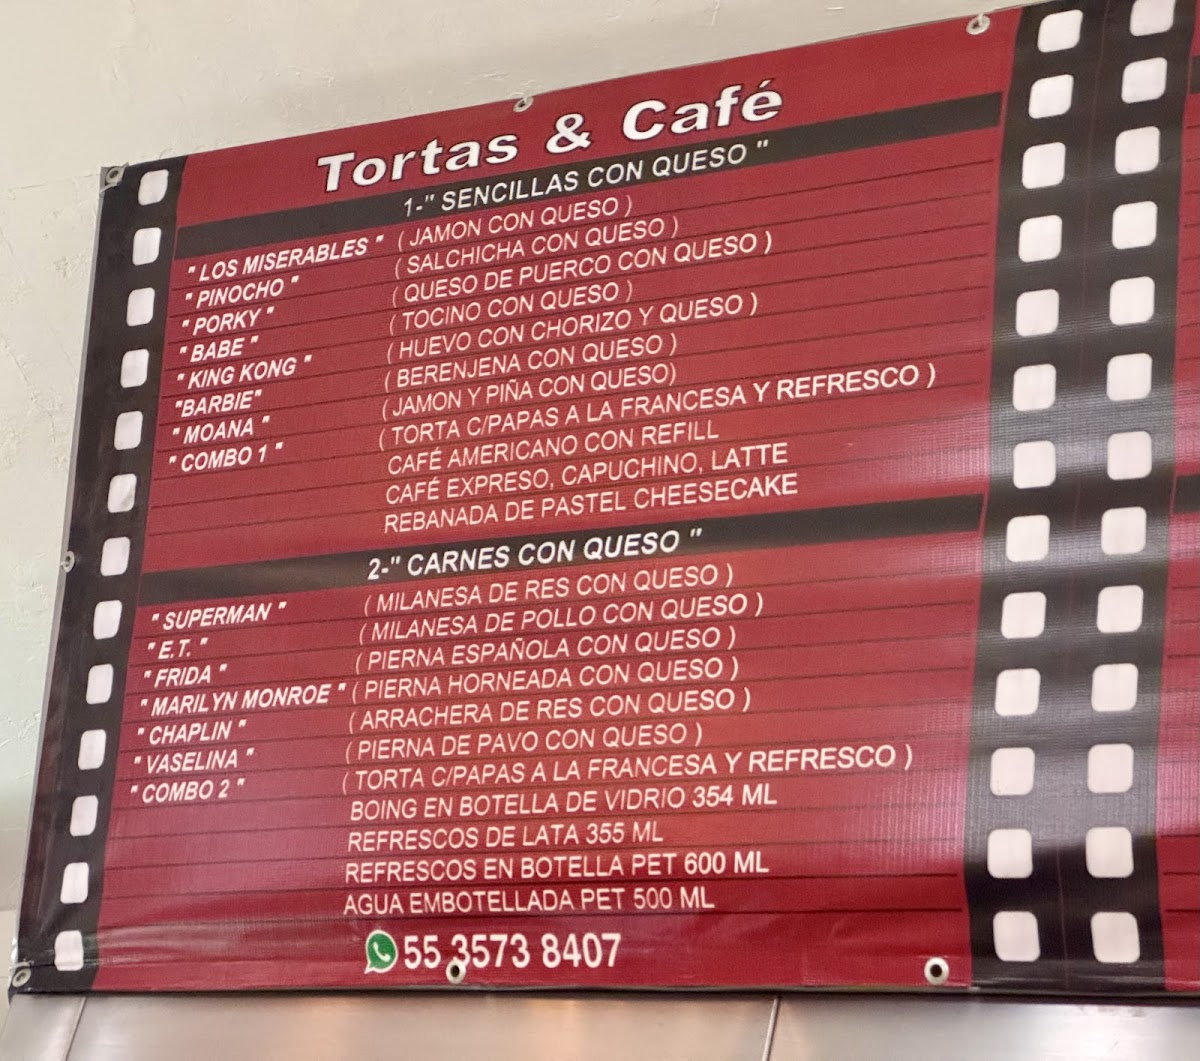 Tortas & Café
1-" SENCILLAS CON QUESO "
" LOS MISERABLES " ( JAMON CON QUESO )
" PINOCHO " ( SALCHICHA CON QUESO )
" PORKY " ( QUESO DE PUERCO CON QUESO )
" BABE " ( TOCINO CON QUESO )
" KING KONG " ( HUEVO CON CHORIZO Y QUESO )
"BARBIE" ( BERENJENA CON QUESO )
" MOANA " ( JAMON Y PIÑA CON QUESO)
" COMBO 1 " ( TORTA C/PAPAS A LA FRANCESA Y REFRESCO )
CAFÉ AMERICANO CON REFILL
CAFÉ EXPRESO, CAPUCHINO, LATTE
REBANADA DE PASTEL CHEESECAKE
2-" CARNES CON QUESO "
" SUPERMAN " ( MILANESA DE RES CON QUESO )
" E.T. " ( MILANESA DE POLLO CON QUESO )
" FRIDA " ( PIERNA ESPAÑOLA CON QUESO )
" MARILYN MONROE " ( PIERNA HORNEADA CON QUESO )
" CHAPLIN " ( ARRACHERA DE RES CON QUESO )
" VASELINA " ( PIERNA DE PAVO CON QUESO )
" COMBO 2 " ( TORTA C/PAPAS A LA FRANCESA Y REFRESCO )
BOING EN BOTELLA DE VIDRIO 354 ML
REFRESCOS DE LATA 355 ML
REFRESCOS EN BOTELLA PET 600 ML
AGUA EMBOTELLADA PET 500 ML
55 3573 8407